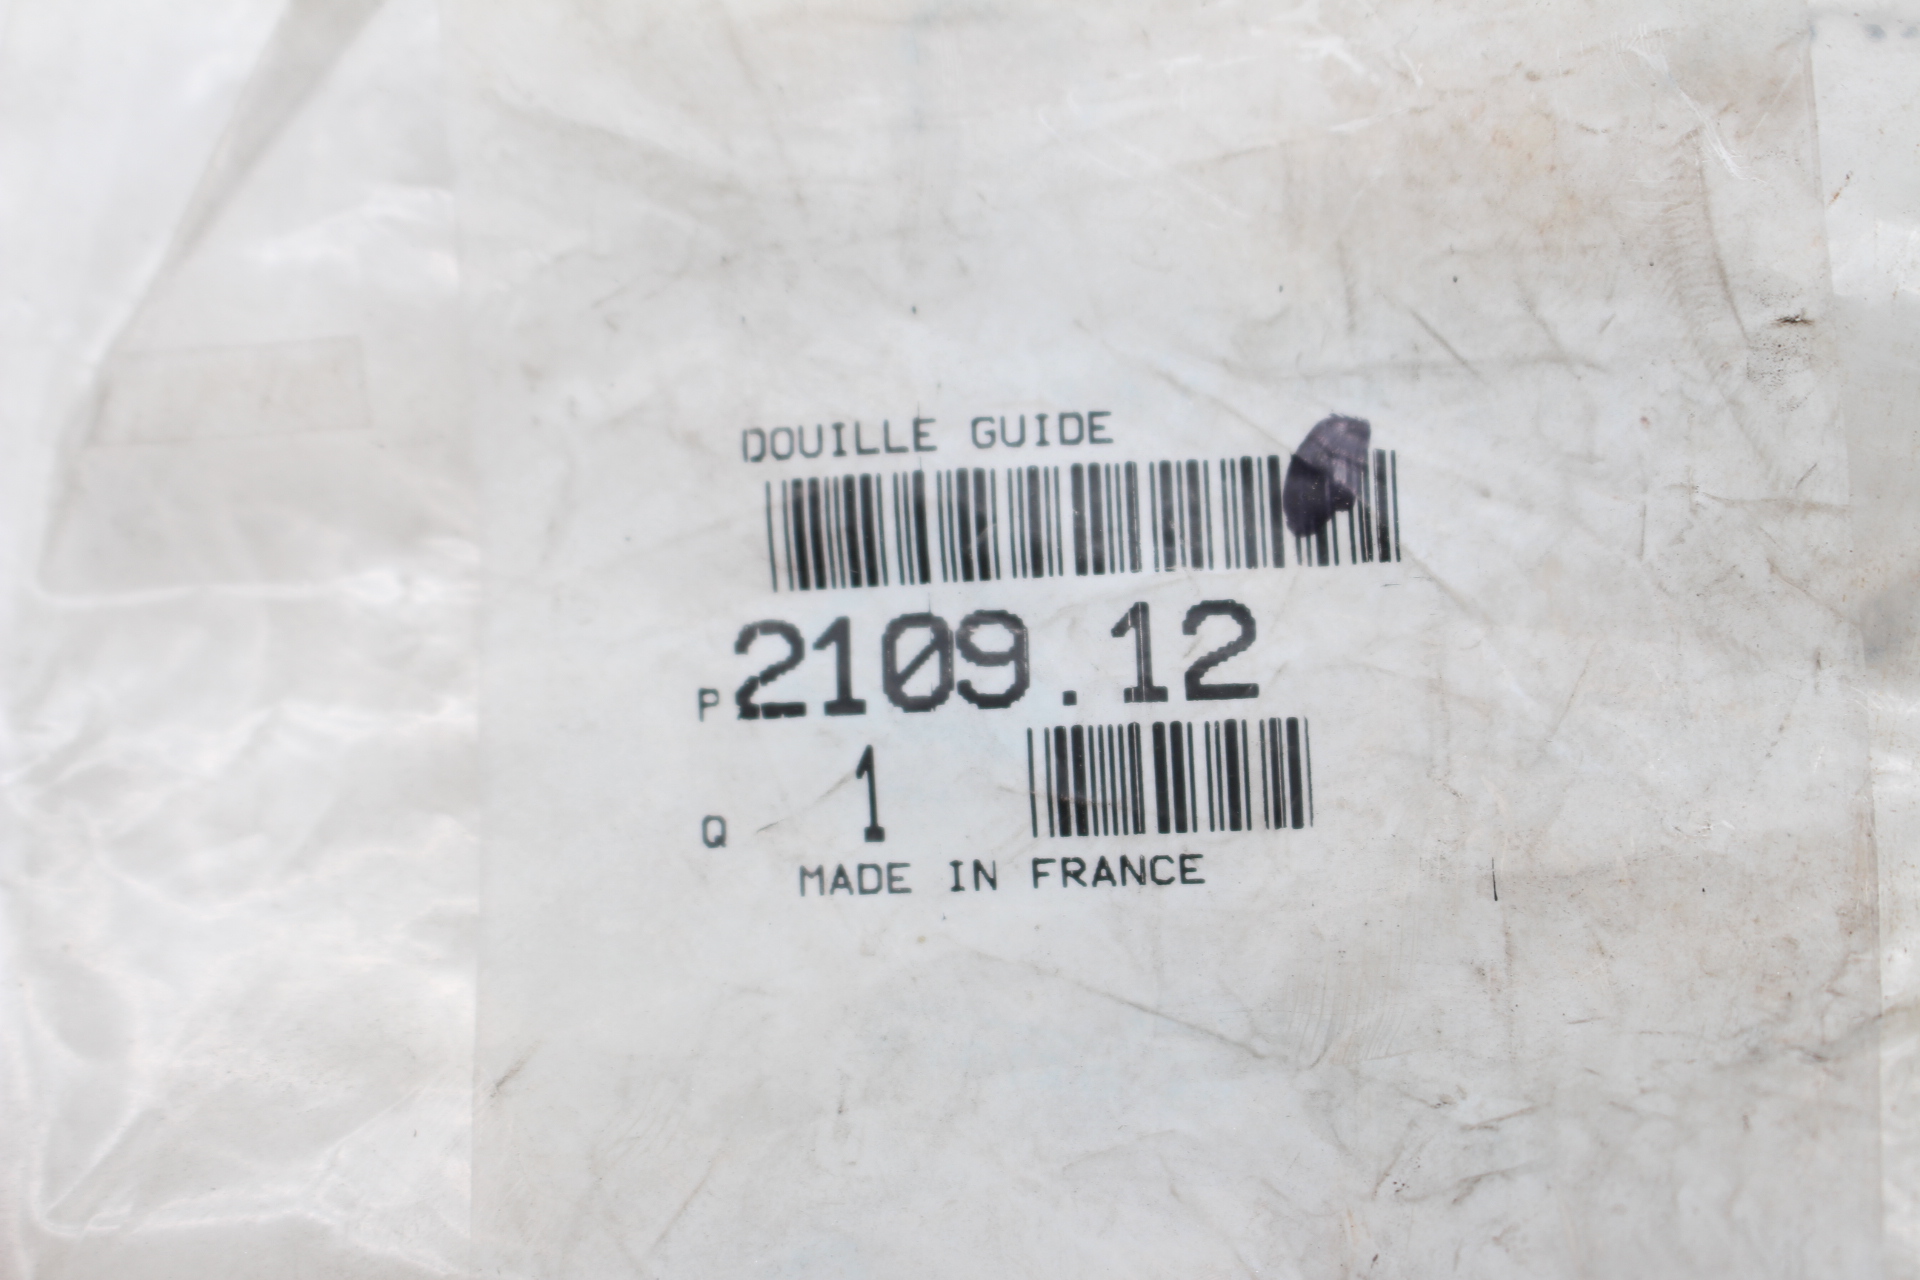 DOUILLE GUIDE
P 2109.12
Q 1
MADE IN FRANCE